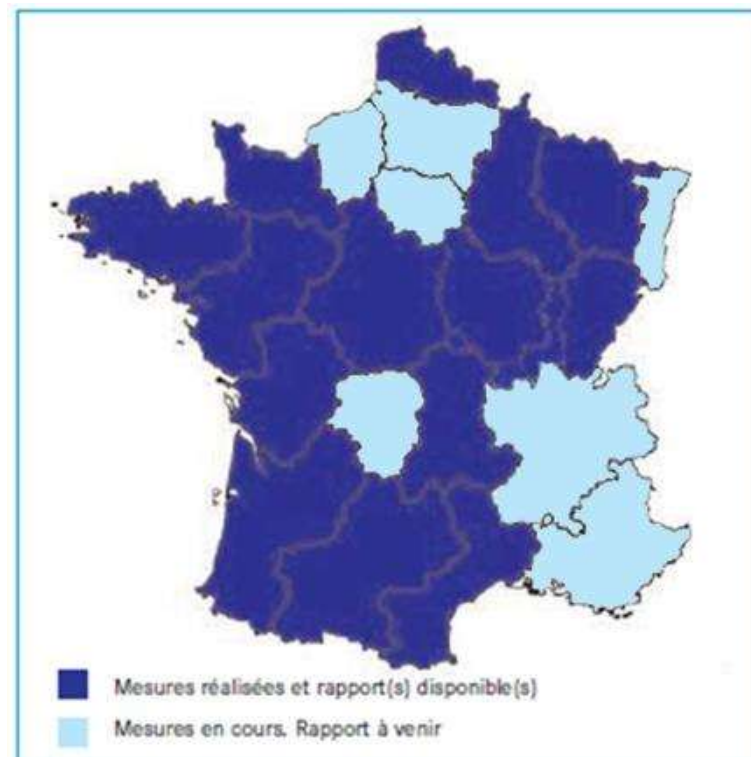 Mesures réalisées et rapport(s) disponible(s)
Mesures en cours. Rapport à venir